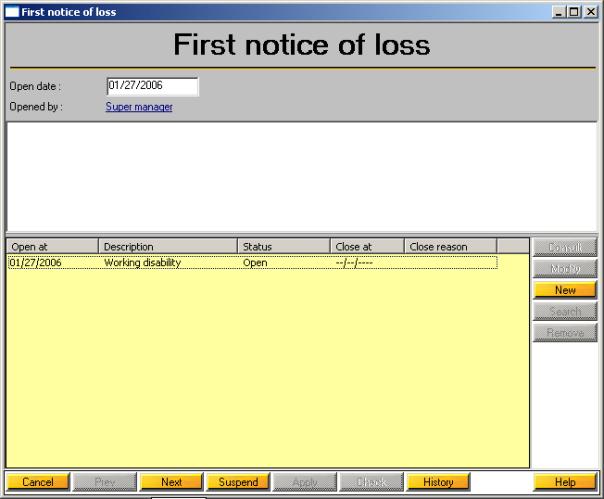 First notice of loss
First notice of loss
Open date : 01/27/2006
Opened by : Super manager
Open at Description Status Close at Close reason
01/27/2006 Working disability Open --/--/----
Consult
Modify
New
Search
Remove
Cancel Prev Next Suspend Apply Check History Help